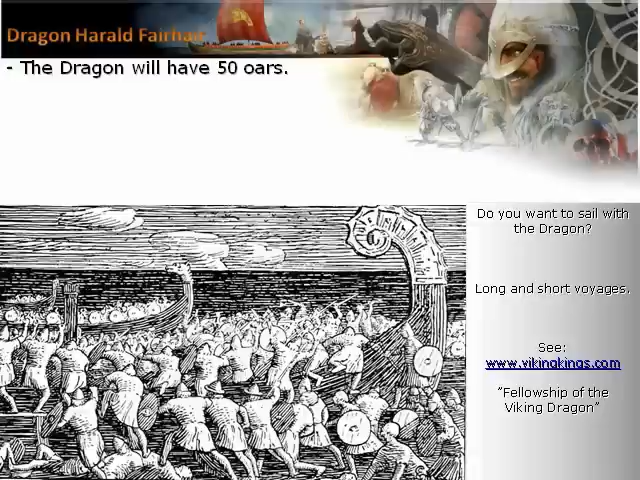 Dragon Harald Fairhair
- The Dragon will have 50 oars.
Do you want to sail with
the Dragon?
Long and short voyages.
See:
www.vikingkings.com
”Fellowship of the
Viking Dragon”